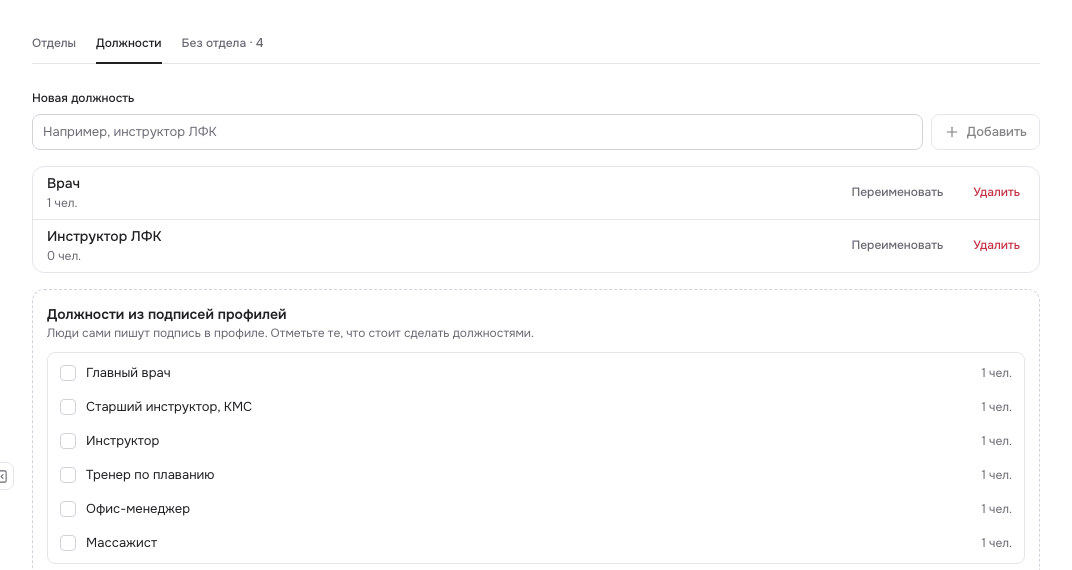 Отделы Должности Без отдела · 4
Новая должность
Например, инструктор ЛФК
Добавить
Врач
1 чел.
Переименовать Удалить
Инструктор ЛФК
0 чел.
Переименовать Удалить
Должности из подписей профилей
Люди сами пишут подпись в профиле. Отметьте те, что стоит сделать должностями.
Главный врач 1 чел.
Старший инструктор, КМС 1 чел.
Инструктор 1 чел.
Тренер по плаванию 1 чел.
Офис-менеджер 1 чел.
Массажист 1 чел.